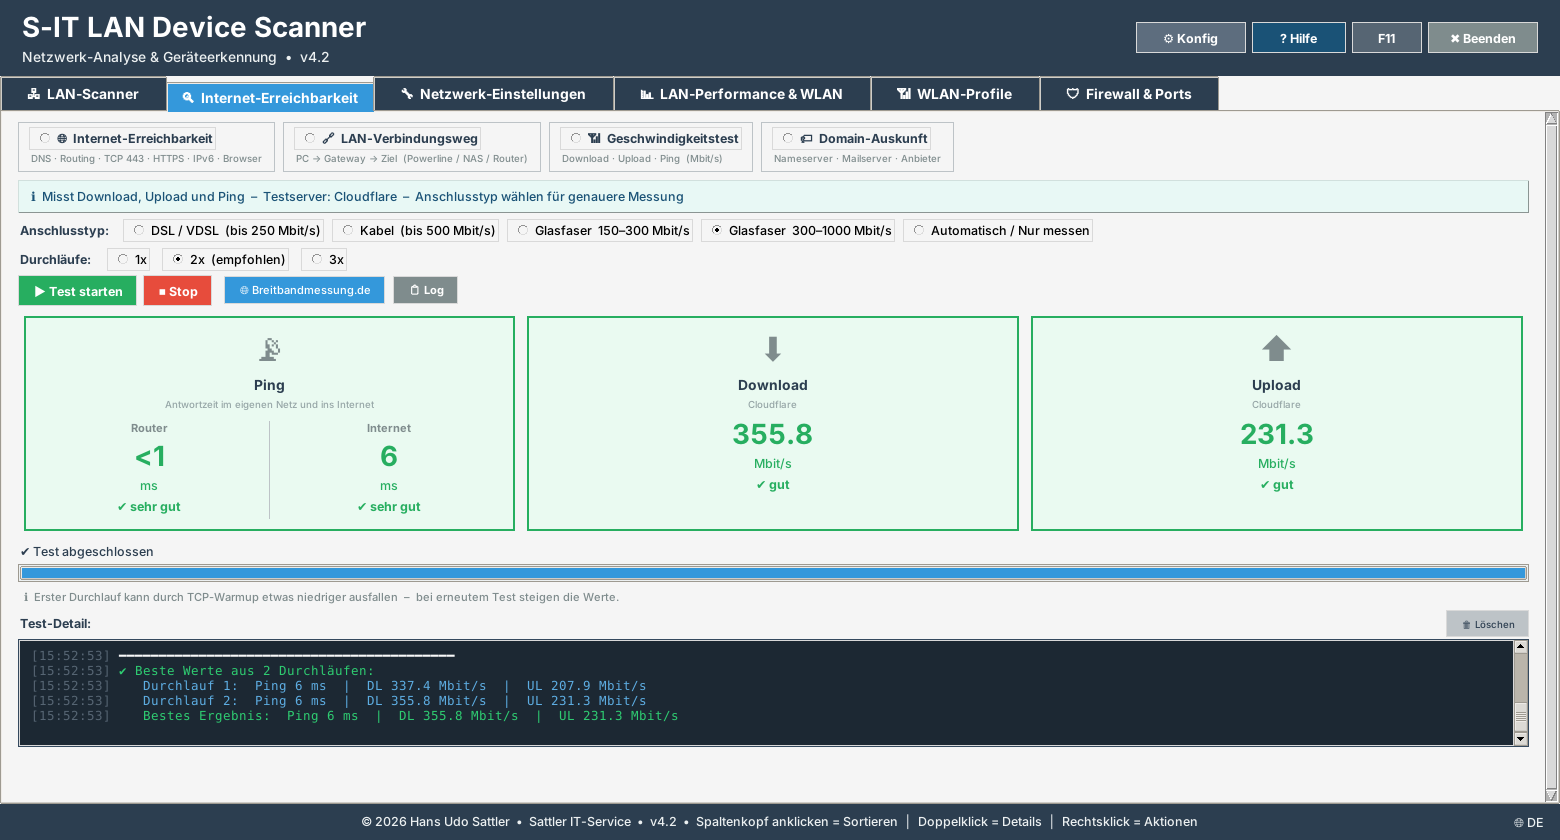 S-IT LAN Device Scanner
Netzwerk-Analyse & Geräteerkennung • v4.2
⚙ Konfig ? Hilfe F11 ✖ Beenden
LAN-Scanner Internet-Erreichbarkeit Netzwerk-Einstellungen LAN-Performance & WLAN WLAN-Profile Firewall & Ports
Internet-Erreichbarkeit LAN-Verbindungsweg Geschwindigkeitstest Domain-Auskunft
DNS · Routing · TCP 443 · HTTPS · IPv6 · Browser PC → Gateway → Ziel (Powerline / NAS / Router) Download · Upload · Ping (Mbit/s) Nameserver · Mailserver · Anbieter
ℹ Misst Download, Upload und Ping – Testserver: Cloudflare – Anschlusstyp wählen für genauere Messung
Anschlusstyp: DSL / VDSL (bis 250 Mbit/s) Kabel (bis 500 Mbit/s) Glasfaser 150–300 Mbit/s Glasfaser 300–1000 Mbit/s Automatisch / Nur messen
Durchläufe: 1x 2x (empfohlen) 3x
▶ Test starten ■ Stop Breitbandmessung.de Log
Ping Download Upload
Antwortzeit im eigenen Netz und ins Internet Cloudflare Cloudflare
Router Internet
<1 6 355.8 231.3
ms ms Mbit/s Mbit/s
✔ sehr gut ✔ sehr gut ✔ gut ✔ gut
✔ Test abgeschlossen
ℹ Erster Durchlauf kann durch TCP-Warmup etwas niedriger ausfallen – bei erneutem Test steigen die Werte.
Test-Detail: Löschen
[15:52:53] ━━━━━━━━━━━━━━━━━━━━━━━━━━━━━━━━━━━━━━━━━━
[15:52:53] ✔ Beste Werte aus 2 Durchläufen:
[15:52:53] Durchlauf 1: Ping 6 ms | DL 337.4 Mbit/s | UL 207.9 Mbit/s
[15:52:53] Durchlauf 2: Ping 6 ms | DL 355.8 Mbit/s | UL 231.3 Mbit/s
[15:52:53] Bestes Ergebnis: Ping 6 ms | DL 355.8 Mbit/s | UL 231.3 Mbit/s
© 2026 Hans Udo Sattler • Sattler IT-Service • v4.2 • Spaltenkopf anklicken = Sortieren | Doppelklick = Details | Rechtsklick = Aktionen DE